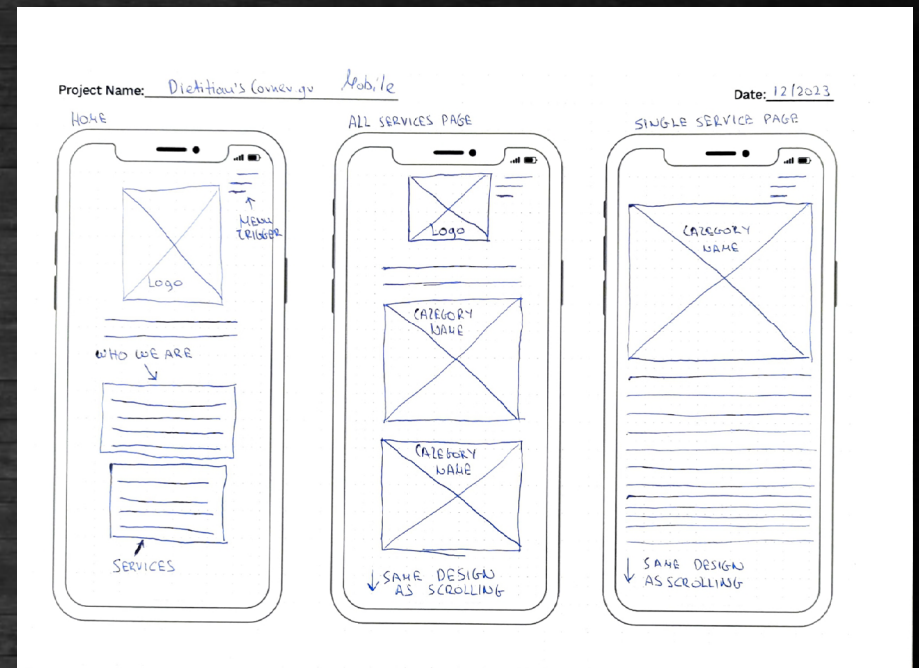 Project Name: Dietitian's Corner.gr Mobile
Date: 12/2023
HOME
MENU
TRIGGER
Logo
WHO WE ARE
SERVICES
ALL SERVICES PAGE
Logo
CATEGORY
NAME
CATEGORY
NAME
SAME DESIGN
AS SCROLLING
SINGLE SERVICE PAGE
CATEGORY
NAME
SAME DESIGN
AS SCROLLING